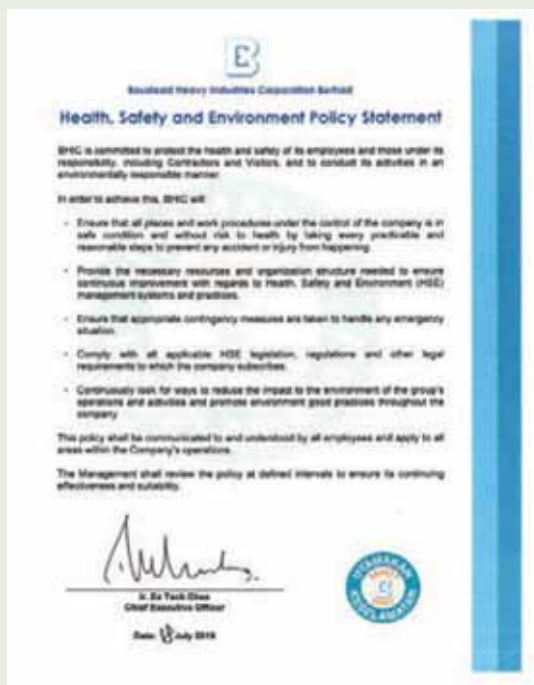 Boustead Heavy Industries Corporation Berhad
Health, Safety and Environment Policy Statement
BHIC is committed to protect the health and safety of its employees and those under its
responsibility, including Contractors and Visitors, and to conduct its activities in an
environmentally responsible manner.
In order to achieve this, BHIC will:
- Ensure that all places and work procedures under the control of the company is in
safe condition and without risk to health by taking every practicable and
reasonable steps to prevent any accident or injury from happening.
- Provide the necessary resources and organization structure needed to ensure
continuous improvement with regards to Health, Safety and Environment (HSE)
management systems and practices.
- Ensure that appropriate contingency measures are taken to handle any emergency
situation.
- Comply with all applicable HSE legislation, regulations and other legal
requirements to which the company subscribes.
- Continuously look for ways to reduce the impact to the environment of the group's
operations and activities and promote environment good practices throughout the
company.
This policy shall be communicated to and understood by all employees and apply to all
areas within the Company's operations.
The Management shall review the policy at defined intervals to ensure its continuing
effectiveness and suitability.
Chief Executive Officer
Date: July
UTAMAKAN
KESELAMATAN